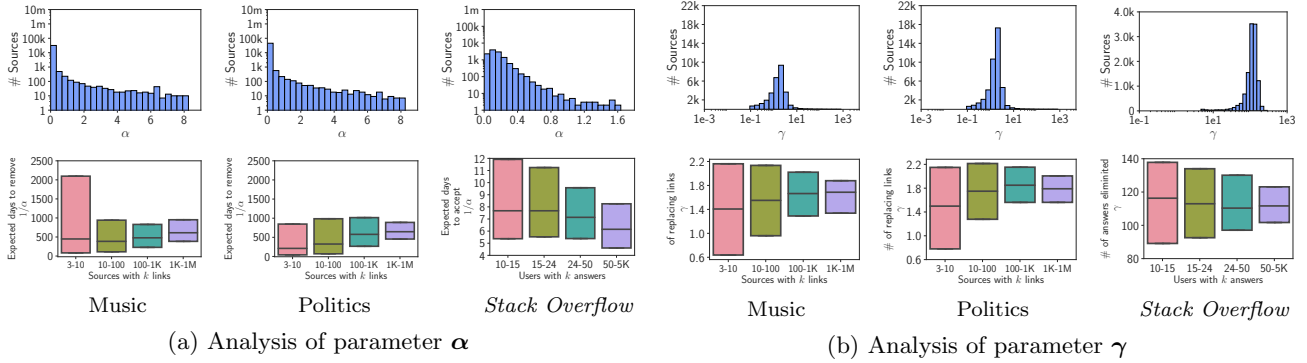 # Sources
10m
1m
100k
10k
1k
100
10
1
0 2 4 6 8
α
# Sources
10m
1m
100k
10k
1k
100
10
1
0 2 4 6 8
α
# Sources
10m
1m
100k
10k
1k
100
10
1
0.0 0.4 0.8 1.2 1.6
α
# Sources
22k
18k
14k
10k
6k
2k
1e-3 1e-1 1e1 1e3
γ
# Sources
22k
18k
14k
10k
6k
2k
1e-3 1e-1 1e1 1e3
γ
# Sources
4.0k
3.0k
2.0k
1.0k
0
1e-1 1e1 1e3
γ
Expected days to remove
1/α
2500
2000
1500
1000
500
0
3-10 10-100 100-1K 1K-1M
Sources with k links
Music
Expected days to remove
1/α
2500
2000
1500
1000
500
0
3-10 10-100 100-1K 1K-1M
Sources with k links
Politics
Expected days
to accept
1/α
12
11
10
9
8
7
6
5
4
10-15 15-24 24-50 50-5K
Users with k answers
Stack Overflow
of replacing links
γ
2.2
1.8
1.4
1.0
0.6
3-10 10-100 100-1K 1K-1M
Sources with k links
Music
# of replacing links
γ
2.2
1.8
1.4
1.0
0.6
3-10 10-100 100-1K 1K-1M
Sources with k links
Politics
# of answers eliminited
γ
140
120
100
80
10-15 15-24 24-50 50-5K
Users with k answers
Stack Overflow
(a) Analysis of parameter α
(b) Analysis of parameter γ